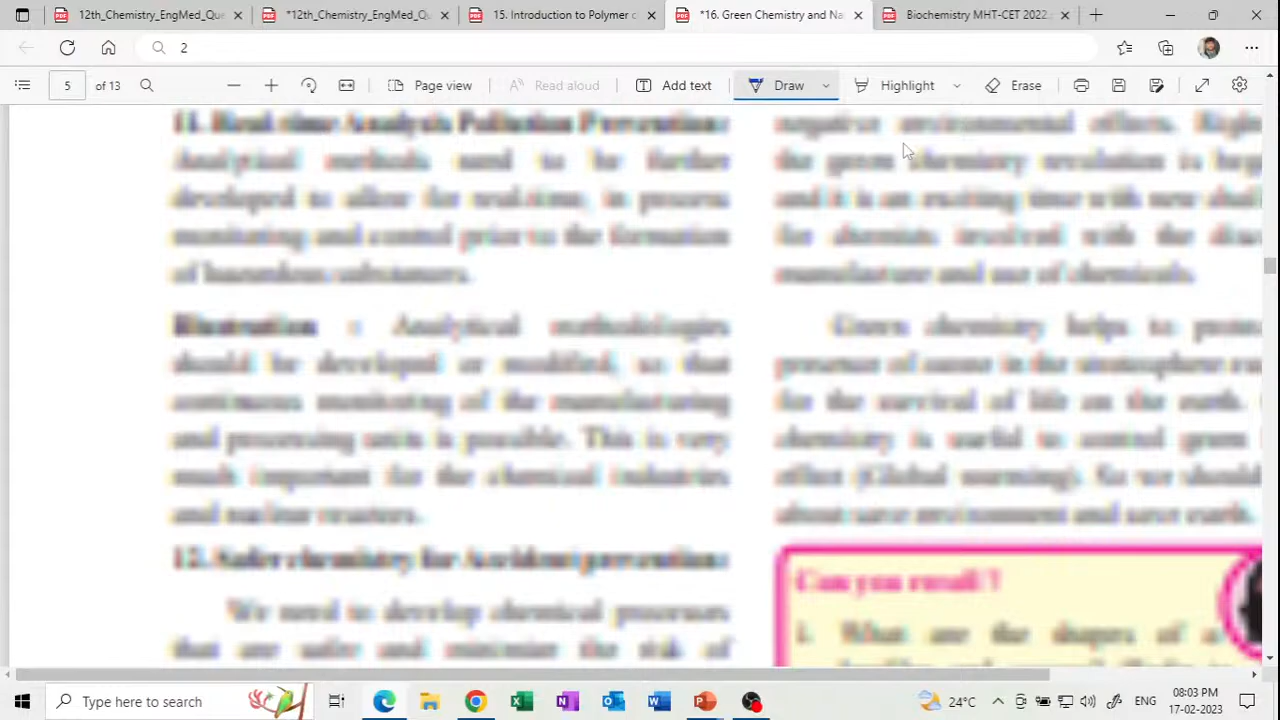 12th_Chemistry_EngMed_Que
*12th_Chemistry_EngMed_Qu
15. Introduction to Polymer c
*16. Green Chemistry and Na
Biochemistry MHT-CET 2022.
2
5 of 13
Page view
Read aloud
Add text
Draw
Highlight
Erase
11. Real time Analysis Pollution Prevention:
Analytical methods need to be further
developed to allow for real-time, in process
monitoring and control prior to the formation
of hazardous substances.
Illustration : Analytical methodologies
should be developed or modified, so that
continuous monitoring of the manufacturing
and processing units is possible. This is very
much important for the chemical industries
and nuclear reactors.
12. Safer chemistry for Accident prevention:
We need to develop chemical processes
that are safer and minimize the risk of
negative environmental effects.
the green chemistry revolution is
and it is an exciting time with new
for chemists involved with the
manufacture and use of chemicals.
Green chemistry helps to
presence of ozone in the atmosphere
for the survival of life on the earth.
chemistry is useful to control green
effect (Global warming). So we should
about save environment and save earth.
Can you recall?
1. What are the shapes of a
Type here to search
24°C
ENG
08:03 PM
17-02-2023